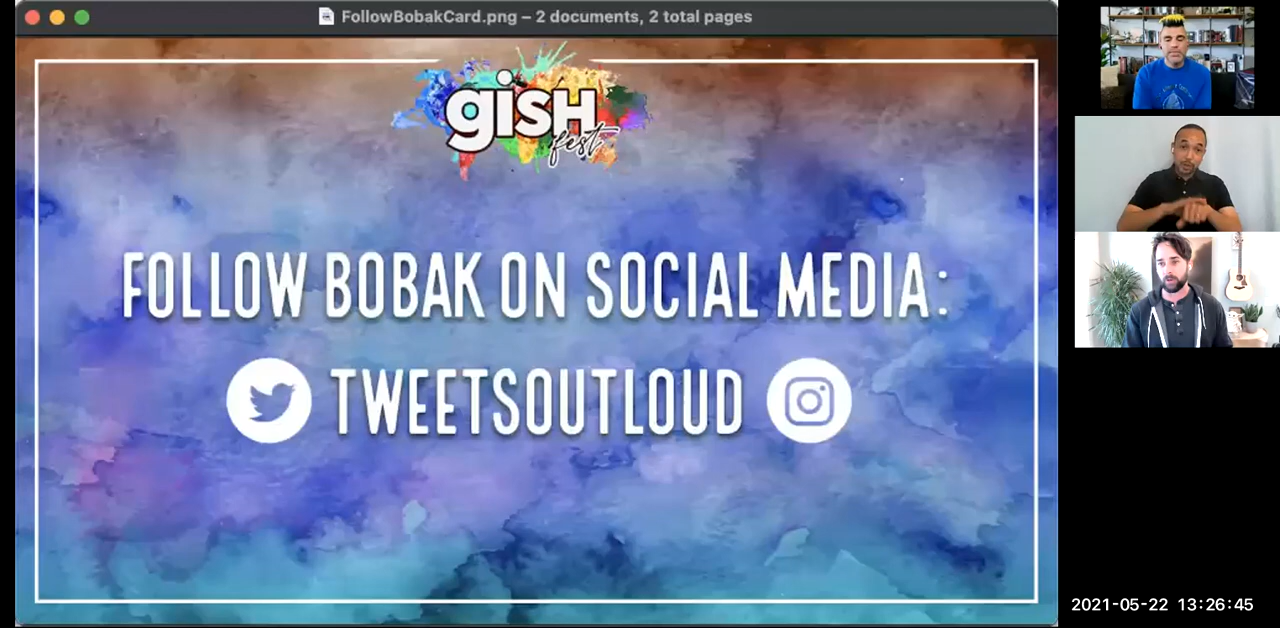 FollowBobakCard.png – 2 documents, 2 total pages
gisH
fest
FOLLOW BOBAK ON SOCIAL MEDIA:
TWEETSOUTLOUD
2021-05-22 13:26:45